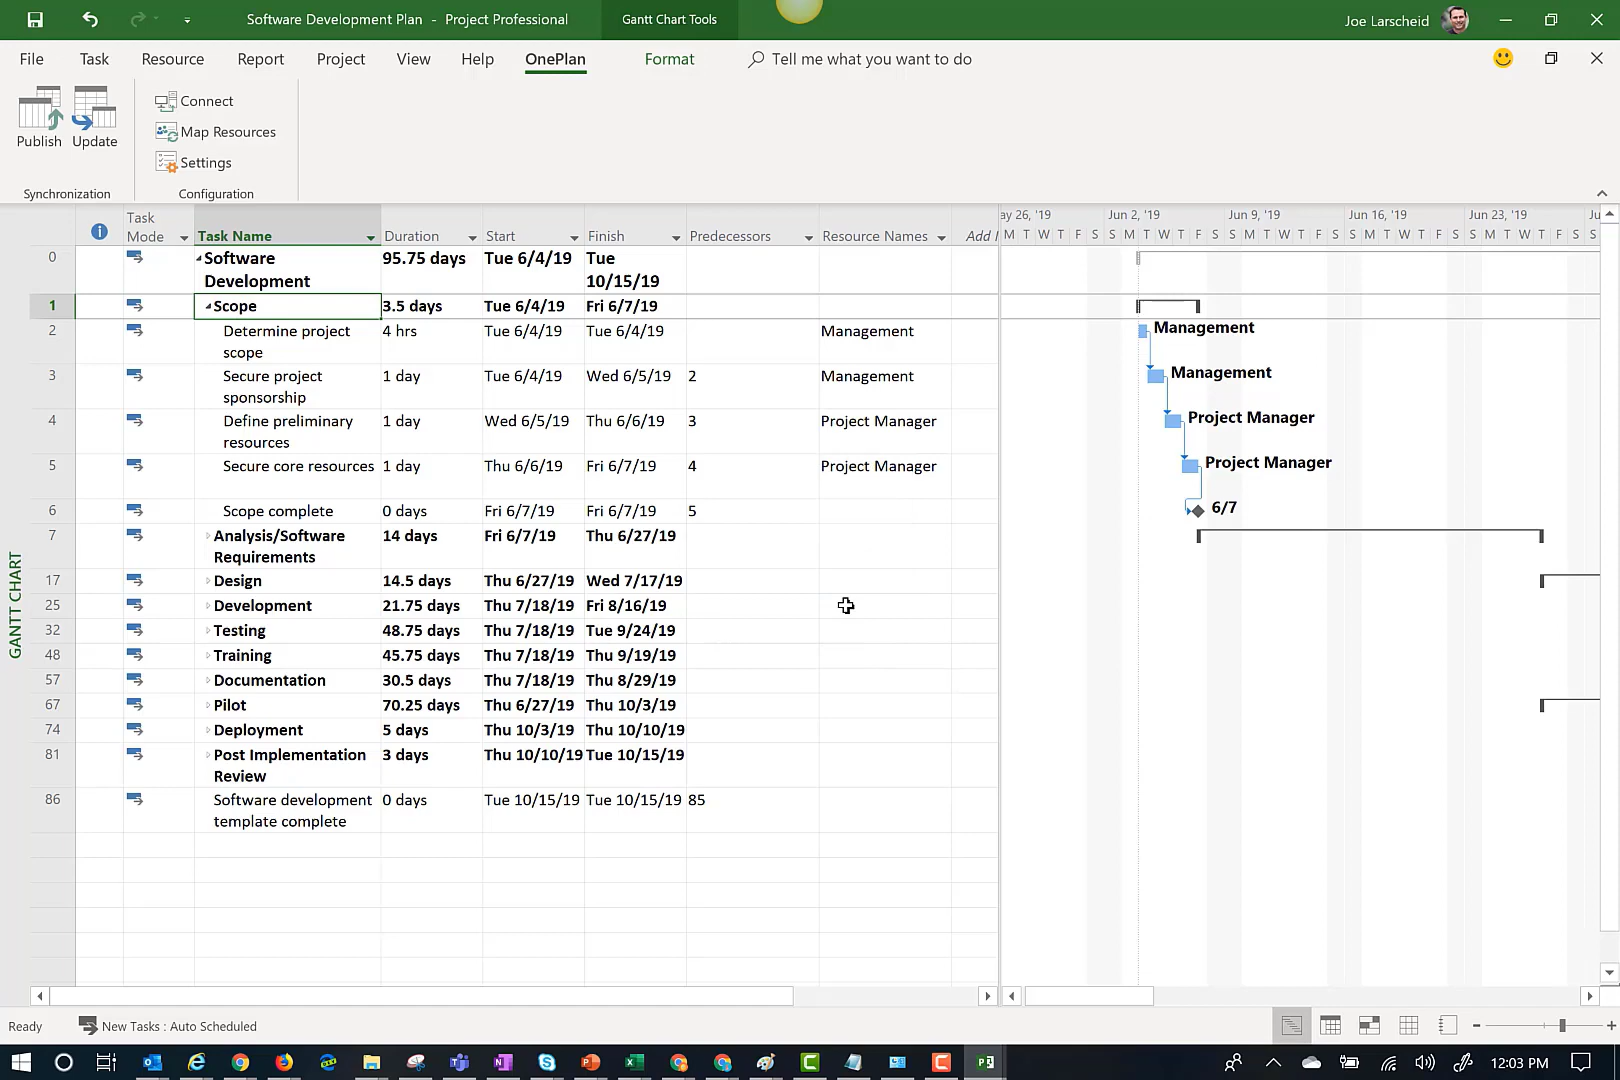 Software Development Plan - Project Professional
Gantt Chart Tools
Joe Larscheid
File Task Resource Report Project View Help OnePlan Format Tell me what you want to do
Publish Update
Connect
Map Resources
Settings
Synchronization Configuration
Task Mode Task Name Duration Start Finish Predecessors Resource Names Add
ay 26, '19 Jun 2, '19 Jun 9, '19 Jun 16, '19 Jun 23, '19 Ju
M T W T F S S M T W T F S S M T W T F S S M T W T F S S M T W T F S S
0 Software Development 95.75 days Tue 6/4/19 Tue 10/15/19
1 Scope 3.5 days Tue 6/4/19 Fri 6/7/19
2 Determine project scope 4 hrs Tue 6/4/19 Tue 6/4/19 Management Management
3 Secure project sponsorship 1 day Tue 6/4/19 Wed 6/5/19 2 Management Management
4 Define preliminary resources 1 day Wed 6/5/19 Thu 6/6/19 3 Project Manager Project Manager
5 Secure core resources 1 day Thu 6/6/19 Fri 6/7/19 4 Project Manager Project Manager
6 Scope complete 0 days Fri 6/7/19 Fri 6/7/19 5 6/7
7 Analysis/Software Requirements 14 days Fri 6/7/19 Thu 6/27/19
17 Design 14.5 days Thu 6/27/19 Wed 7/17/19
25 Development 21.75 days Thu 7/18/19 Fri 8/16/19
32 Testing 48.75 days Thu 7/18/19 Tue 9/24/19
48 Training 45.75 days Thu 7/18/19 Thu 9/19/19
57 Documentation 30.5 days Thu 7/18/19 Thu 8/29/19
67 Pilot 70.25 days Thu 6/27/19 Thu 10/3/19
74 Deployment 5 days Thu 10/3/19 Thu 10/10/19
81 Post Implementation Review 3 days Thu 10/10/19 Tue 10/15/19
86 Software development template complete 0 days Tue 10/15/19 Tue 10/15/19 85
GANTT CHART
Ready New Tasks : Auto Scheduled
12:03 PM